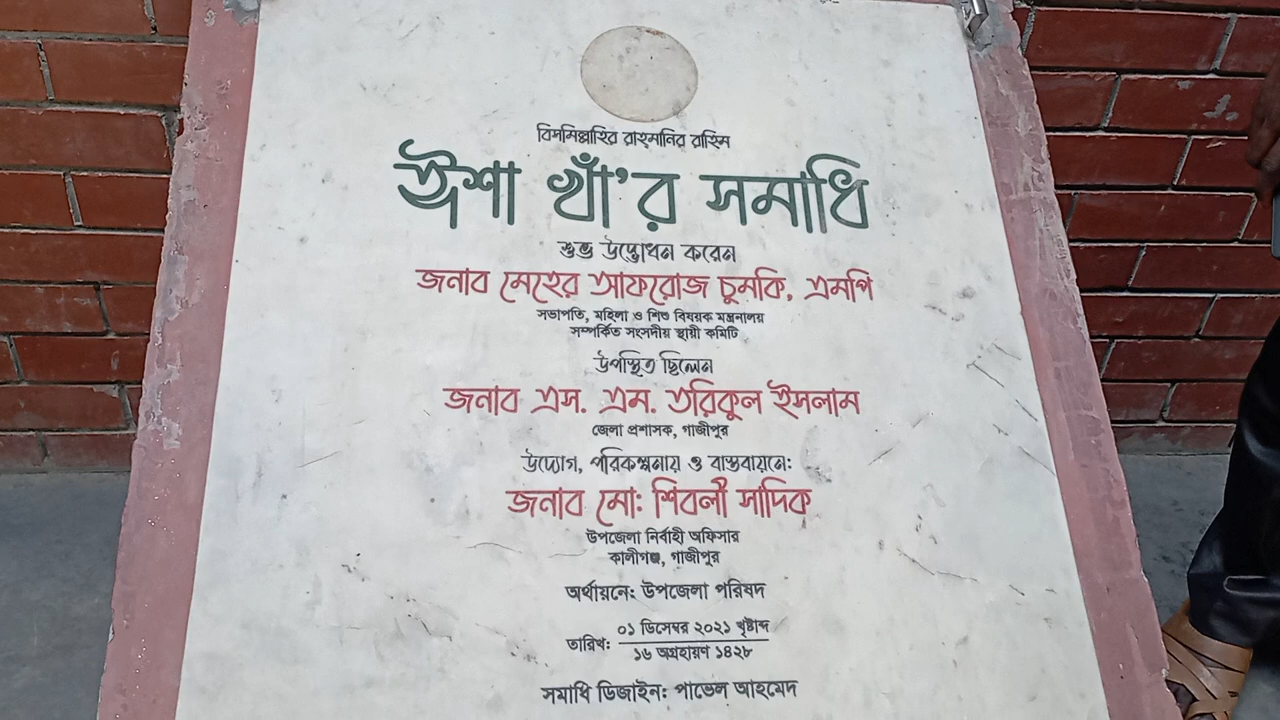 বিসমিল্লাহির রাহমানির রাহিম
ঈশা খাঁ'র সমাধি
শুভ উদ্ভোধন করেন
জনাব মেহের আফরোজ চুমকি, এমপি
সভাপতি, মহিলা ও শিশু বিষয়ক মন্ত্রনালয়
সম্পর্কিত সংসদীয় স্থায়ী কমিটি
উপস্থিত ছিলেন
জনাব এস. এম. তরিকুল ইসলাম
জেলা প্রশাসক, গাজীপুর
উদ্যোগ, পরিকল্পনায় ও বাস্তবায়নে:
জনাব মো: শিবলী সাদিক
উপজেলা নির্বাহী অফিসার
কালীগঞ্জ, গাজীপুর
অর্থায়নে: উপজেলা পরিষদ
তারিখ: ০১ ডিসেম্বর ২০২১ খৃষ্টাব্দ
১৬ অগ্রহায়ণ ১৪২৮
সমাধি ডিজাইন: পাভেল আহমেদ